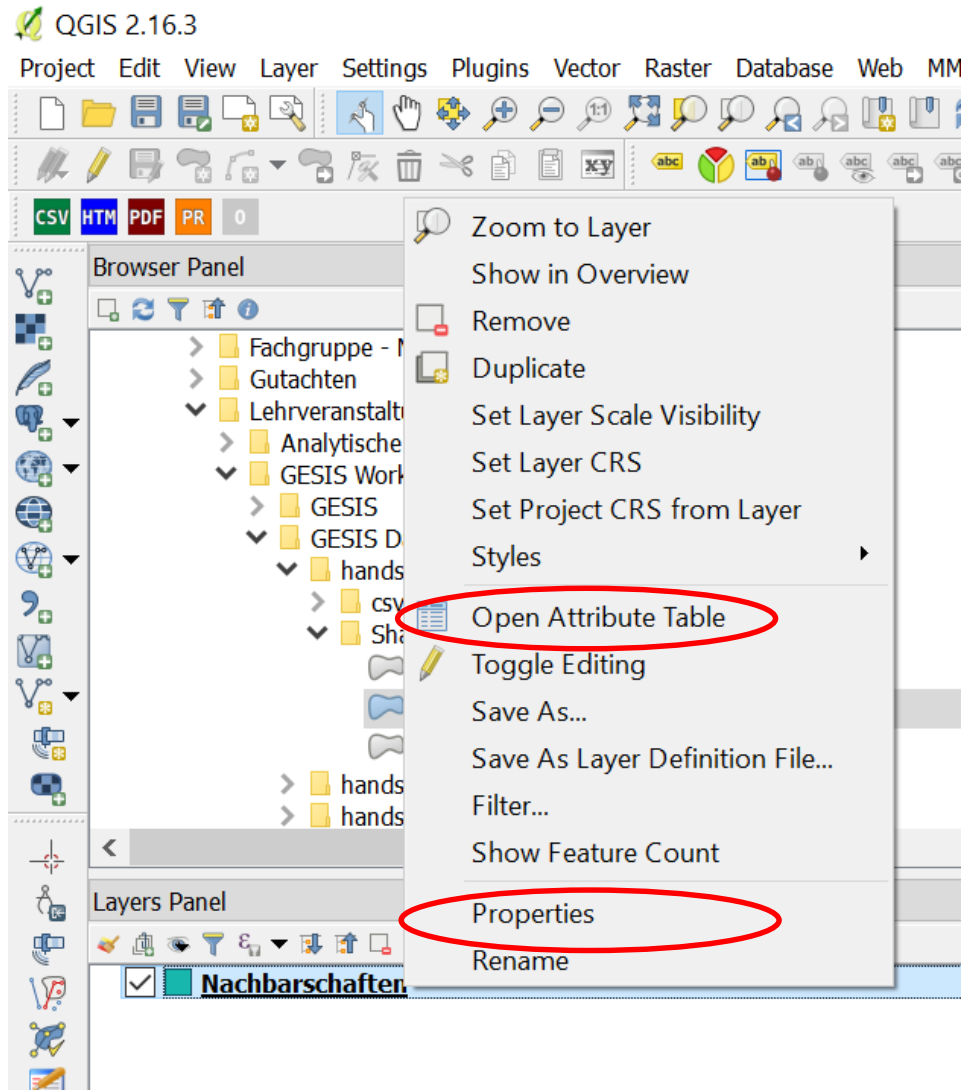 QGIS 2.16.3
Project Edit View Layer Settings Plugins Vector Raster Database Web MM
CSV HTM PDF PR 0
Browser Panel
Fachgruppe -
Gutachten
Lehrveranstaltu
Analytische
GESIS Work
GESIS
GESIS D
hands
csv
Sha
hands
hands
Zoom to Layer
Show in Overview
Remove
Duplicate
Set Layer Scale Visibility
Set Layer CRS
Set Project CRS from Layer
Styles
Open Attribute Table
Toggle Editing
Save As...
Save As Layer Definition File...
Filter...
Show Feature Count
Properties
Rename
Layers Panel
Nachbarschaften